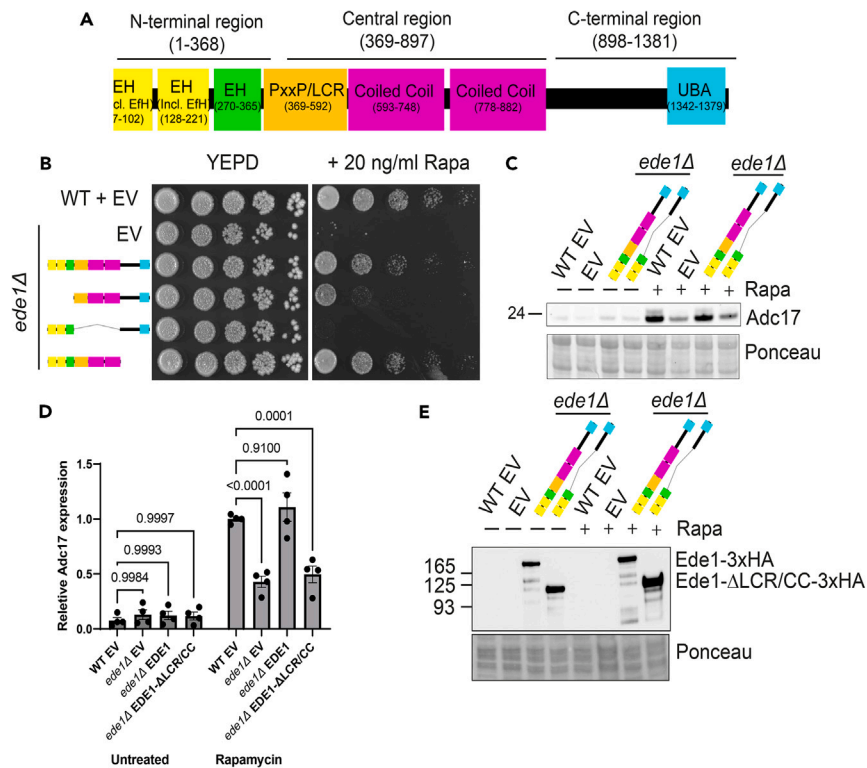 A
N-terminal region
(1-368)
Central region
(369-897)
C-terminal region
(898-1381)
EH
cl. EfH)
7-102)
EH
(Incl. EfH)
(128-221)
EH
(270-365)
PxxP/LCR
(369-592)
Coiled Coil
(593-748)
Coiled Coil
(778-882)
UBA
(1342-1379)
B
YEPD
+ 20 ng/ml Rapa
WT + EV
EV
ede1Δ
C
ede1Δ
ede1Δ
WT EV
EV
WT EV
EV
− − − − + + + + Rapa
24
Adc17
Ponceau
D
Reletive Adc17 expression
1.5
1.0
0.5
0.0
0.9984
0.9993
0.9997
<0.0001
0.9100
0.0001
WT EV
ede1Δ EV
ede1Δ EDE1
ede1Δ EDE1-ΔLCR/CC
WT EV
ede1Δ EV
ede1Δ EDE1
ede1Δ EDE1-ΔLCR/CC
Untreated
Rapamycin
E
ede1Δ
ede1Δ
WT EV
EV
WT EV
EV
− − − − + + + + Rapa
165
125
93
Ede1-3xHA
Ede1-ΔLCR/CC-3xHA
Ponceau